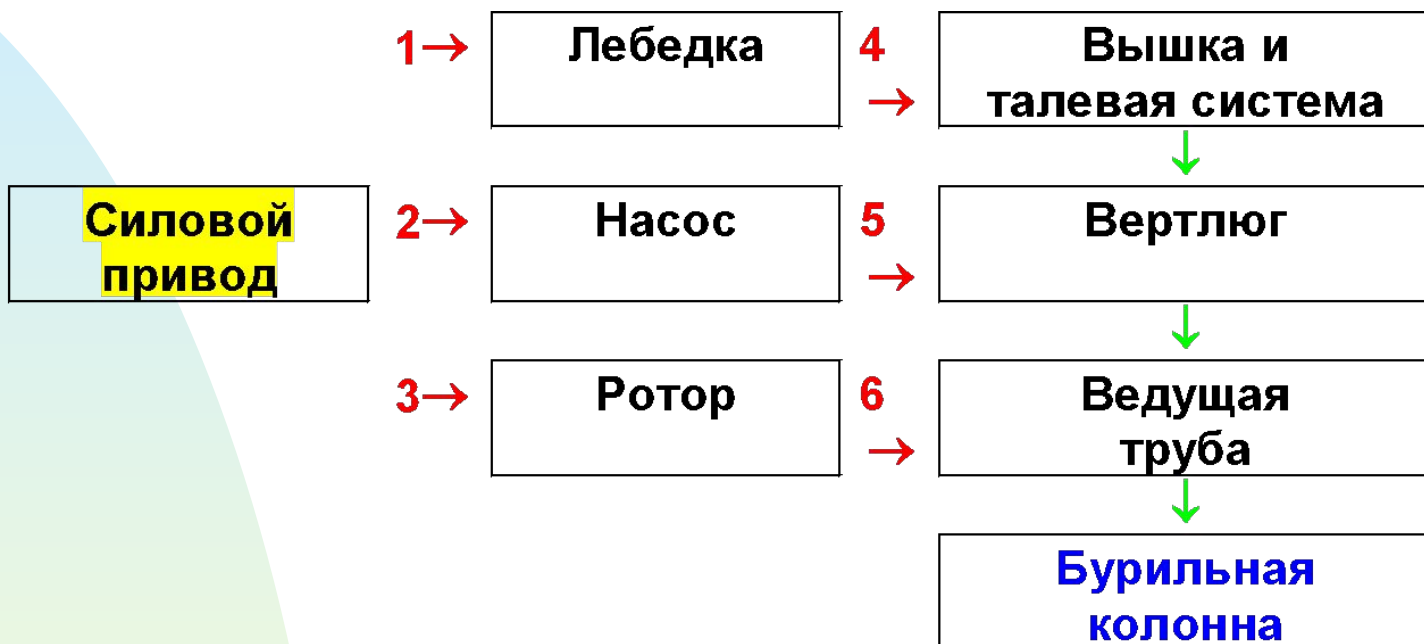 1→ Лебедка 4 → Вышка и
талевая система
↓
Силовой
привод
2→ Насос 5 → Вертлюг
↓
3→ Ротор 6 → Ведущая
труба
↓
Бурильная
колонна